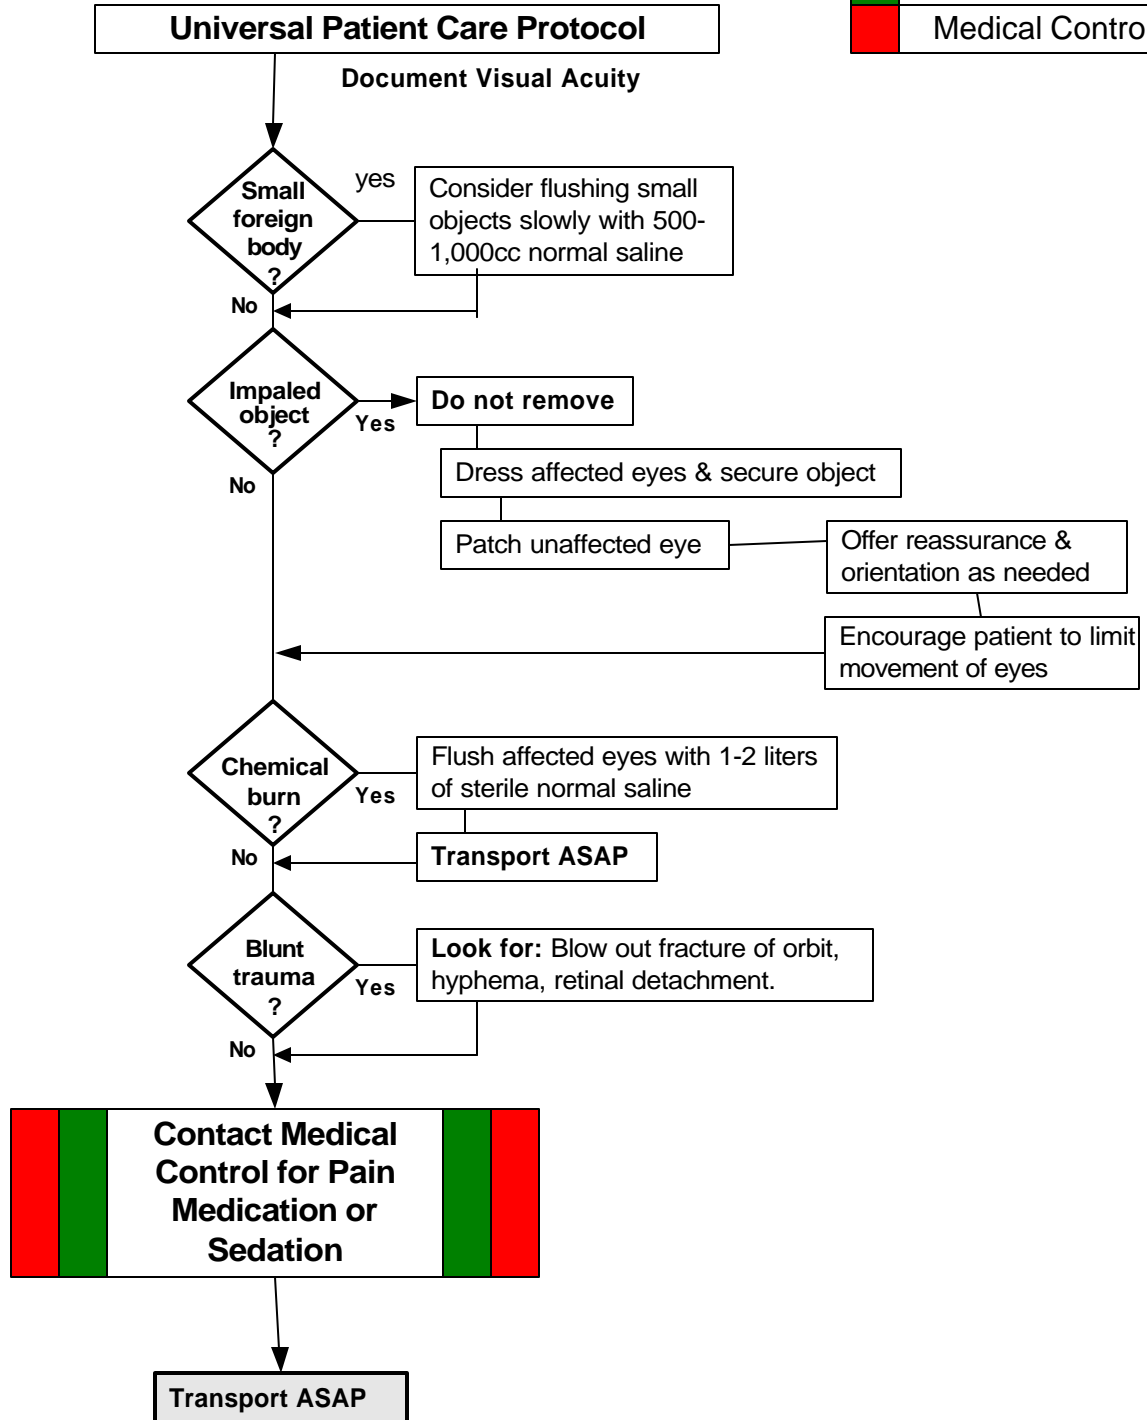 Universal Patient Care Protocol
Medical Contro
Document Visual Acuity
Small
foreign
body
?
yes
Consider flushing small
objects slowly with 500-
1,000cc normal saline
No
Impaled
object
?
Yes
Do not remove
No
Dress affected eyes & secure object
Patch unaffected eye
Offer reassurance &
orientation as needed
Encourage patient to limit
movement of eyes
Chemical
burn
?
Yes
Flush affected eyes with 1-2 liters
of sterile normal saline
No
Transport ASAP
Blunt
trauma
?
Yes
Look for: Blow out fracture of orbit,
hyphema, retinal detachment.
No
Contact Medical
Control for Pain
Medication or
Sedation
Transport ASAP